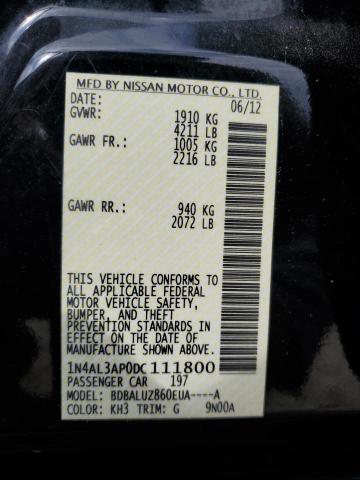 MFD BY NISSAN MOTOR CO., LTD.
DATE: 06/12
GVWR: 1910 KG
4211 LB
GAWR FR.: 1005 KG
2216 LB
GAWR RR.: 940 KG
2072 LB
THIS VEHICLE CONFORMS TO
ALL APPLICABLE FEDERAL
MOTOR VEHICLE SAFETY,
BUMPER, AND THEFT
PREVENTION STANDARDS IN
EFFECT ON THE DATE OF
MANUFACTURE SHOWN ABOVE.
1N4AL3AP0DC111800
PASSENGER CAR 197
MODEL: BDBALUZ860EUA----A
COLOR: KH3 TRIM: G 9N00A